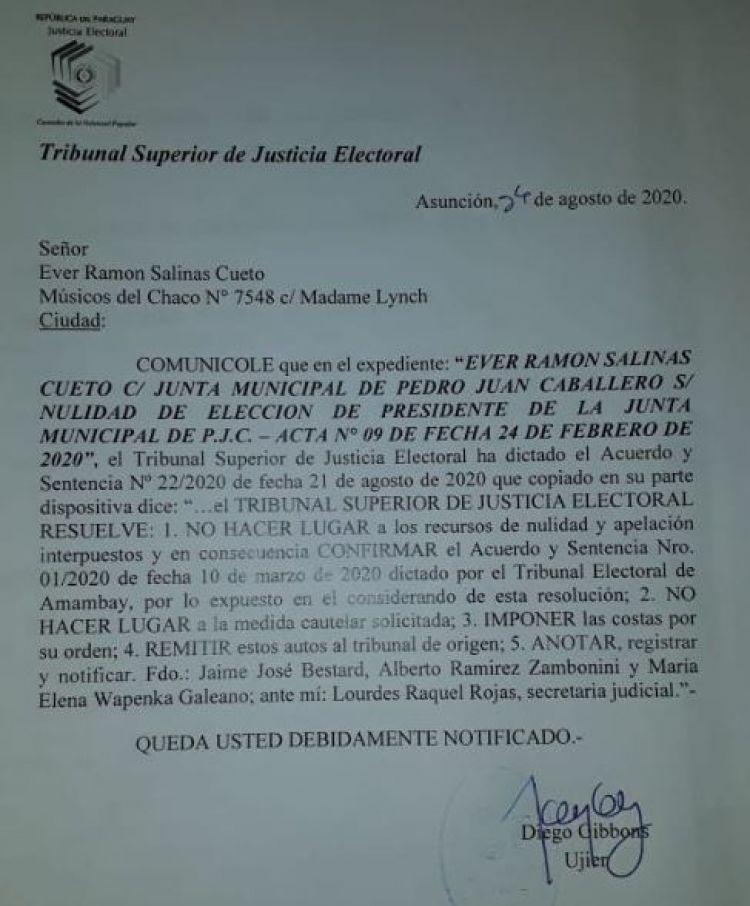 REPÚBLICA DEL PARAGUAY
Justicia Electoral
Custodio de la Voluntad Popular
Tribunal Superior de Justicia Electoral
Asunción, 24 de agosto de 2020.
Señor
Ever Ramon Salinas Cueto
Músicos del Chaco N° 7548 c/ Madame Lynch
Ciudad:
COMUNICOLE que en el expediente: “EVER RAMON SALINAS
CUETO C/ JUNTA MUNICIPAL DE PEDRO JUAN CABALLERO S/
NULIDAD DE ELECCION DE PRESIDENTE DE LA JUNTA
MUNICIPAL DE P.J.C. – ACTA N° 09 DE FECHA 24 DE FEBRERO DE
2020”, el Tribunal Superior de Justicia Electoral ha dictado el Acuerdo y
Sentencia Nº 22/2020 de fecha 21 de agosto de 2020 que copiado en su parte
dispositiva dice: “…el TRIBUNAL SUPERIOR DE JUSTICIA ELECTORAL
RESUELVE: 1. NO HACER LUGAR a los recursos de nulidad y apelación
interpuestos y en consecuencia CONFIRMAR el Acuerdo y Sentencia Nro.
01/2020 de fecha 10 de marzo de 2020 dictado por el Tribunal Electoral de
Amambay, por lo expuesto en el considerando de esta resolución; 2. NO
HACER LUGAR a la medida cautelar solicitada; 3. IMPONER las costas por
su orden; 4. REMITIR estos autos al tribunal de origen; 5. ANOTAR, registrar
y notificar. Fdo.: Jaime José Bestard, Alberto Ramirez Zambonini y María
Elena Wapenka Galeano; ante mí: Lourdes Raquel Rojas, secretaria judicial.”-
QUEDA USTED DEBIDAMENTE NOTIFICADO.-
Diego Gibbons
Ujier